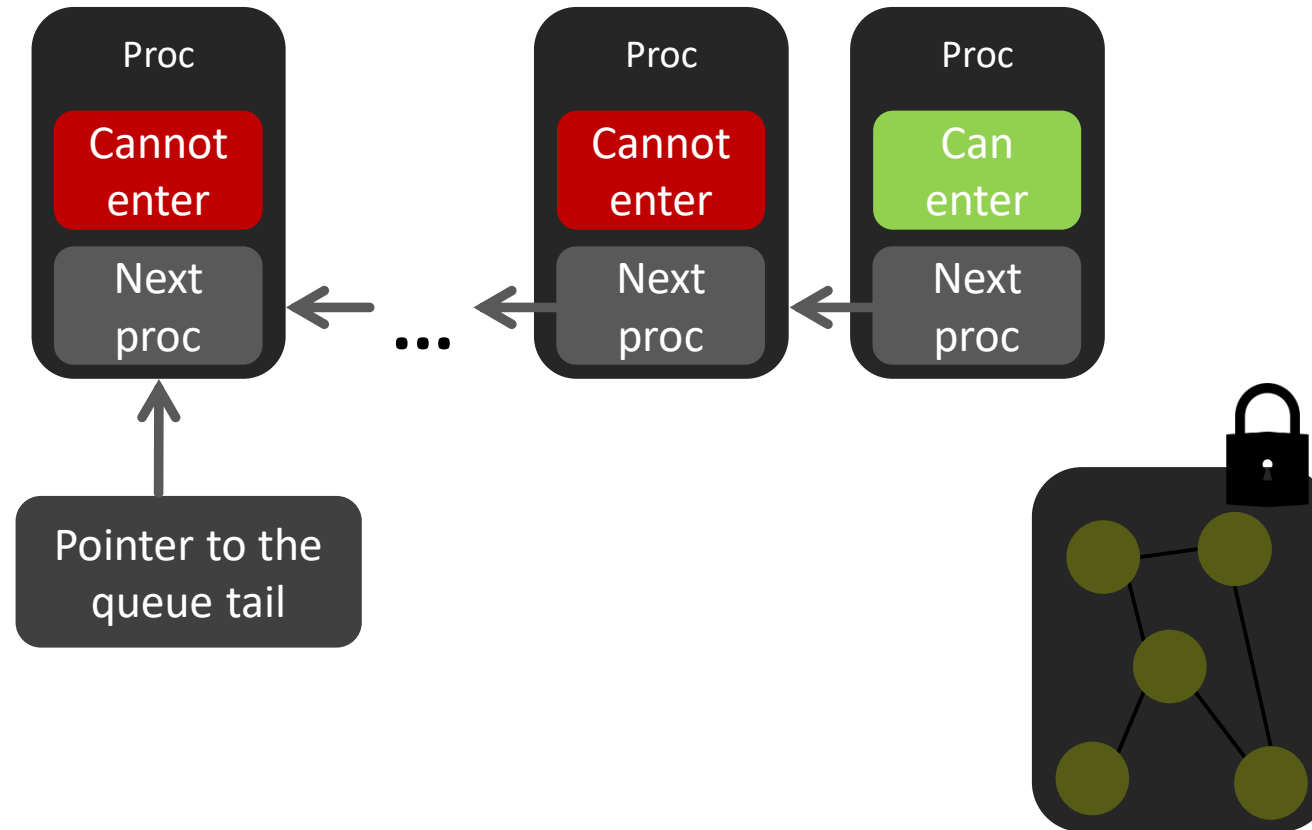 Proc
Cannot
enter
Next
proc
Proc
Cannot
enter
Next
proc
Proc
Can
enter
Next
proc
...
Pointer to the
queue tail